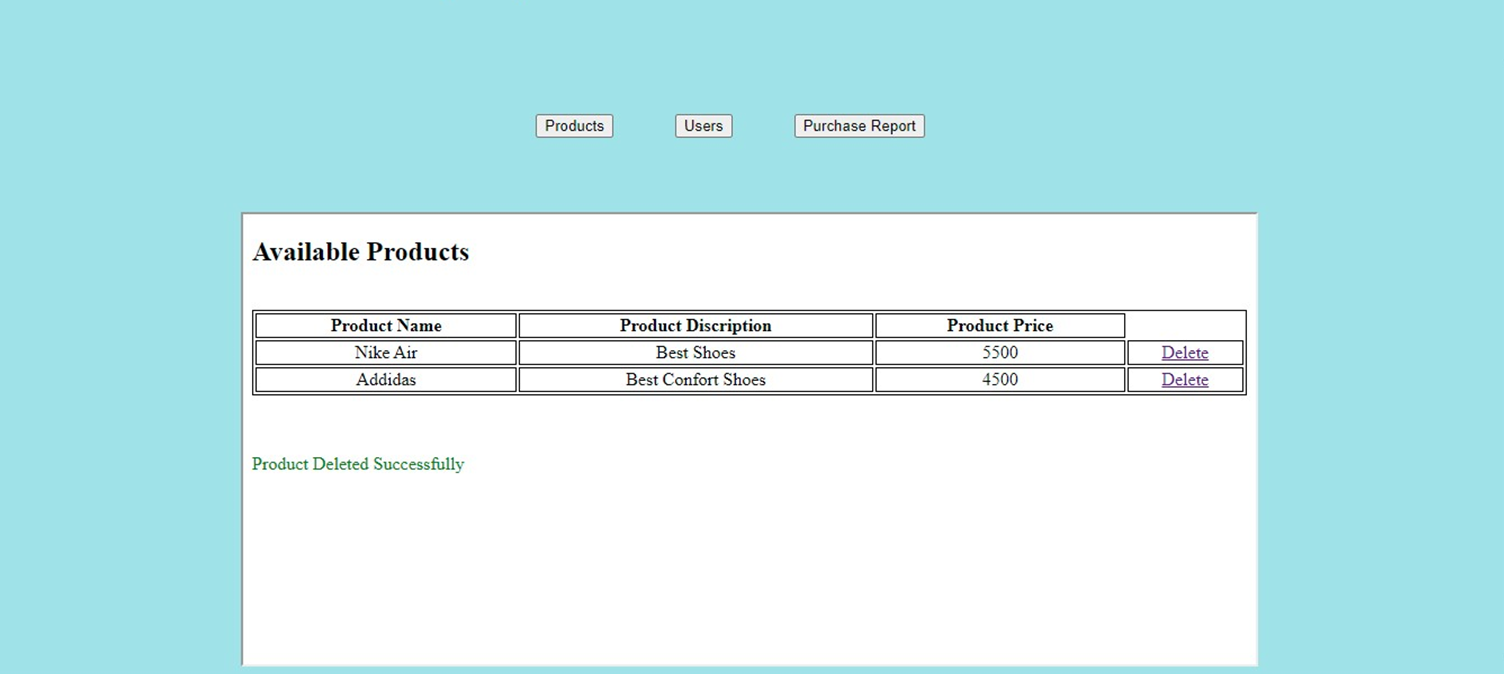 Products Users Purchase Report
Available Products
Product Name Product Discription Product Price
Nike Air Best Shoes 5500 Delete
Addidas Best Confort Shoes 4500 Delete
Product Deleted Successfully